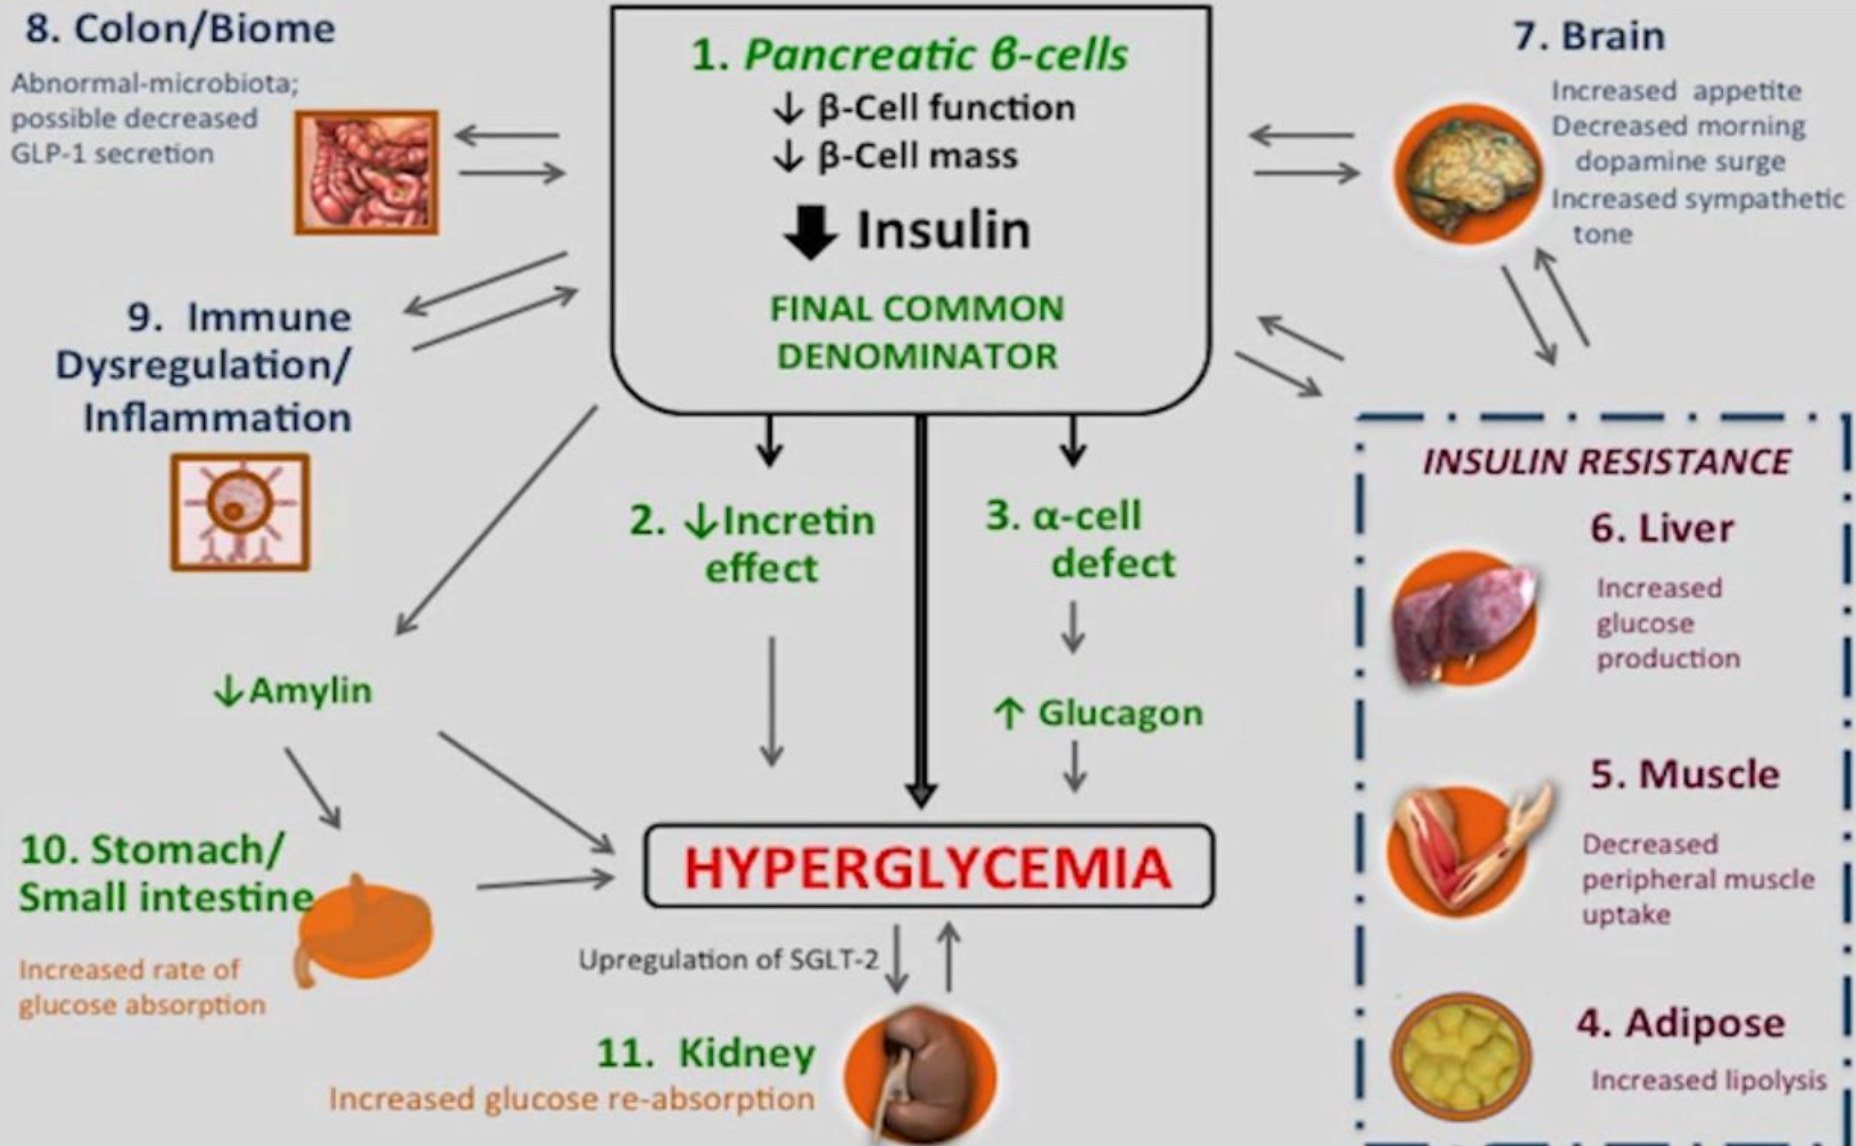 8. Colon/Biome
Abnormal-microbiota;
possible decreased
GLP-1 secretion
1. Pancreatic β-cells
↓ β-Cell function
↓ β-Cell mass
Insulin
FINAL COMMON
DENOMINATOR
7. Brain
Increased appetite
Decreased morning
dopamine surge
Increased sympathetic
tone
9. Immune
Dysregulation/
Inflammation
2. ↓Incretin
effect
3. α-cell
defect
↑ Glucagon
↓Amylin
10. Stomach/
Small intestine
Increased rate of
glucose absorption
HYPERGLYCEMIA
Upregulation of SGLT-2
11. Kidney
Increased glucose re-absorption
INSULIN RESISTANCE
6. Liver
Increased
glucose
production
5. Muscle
Decreased
peripheral muscle
uptake
4. Adipose
Increased lipolysis